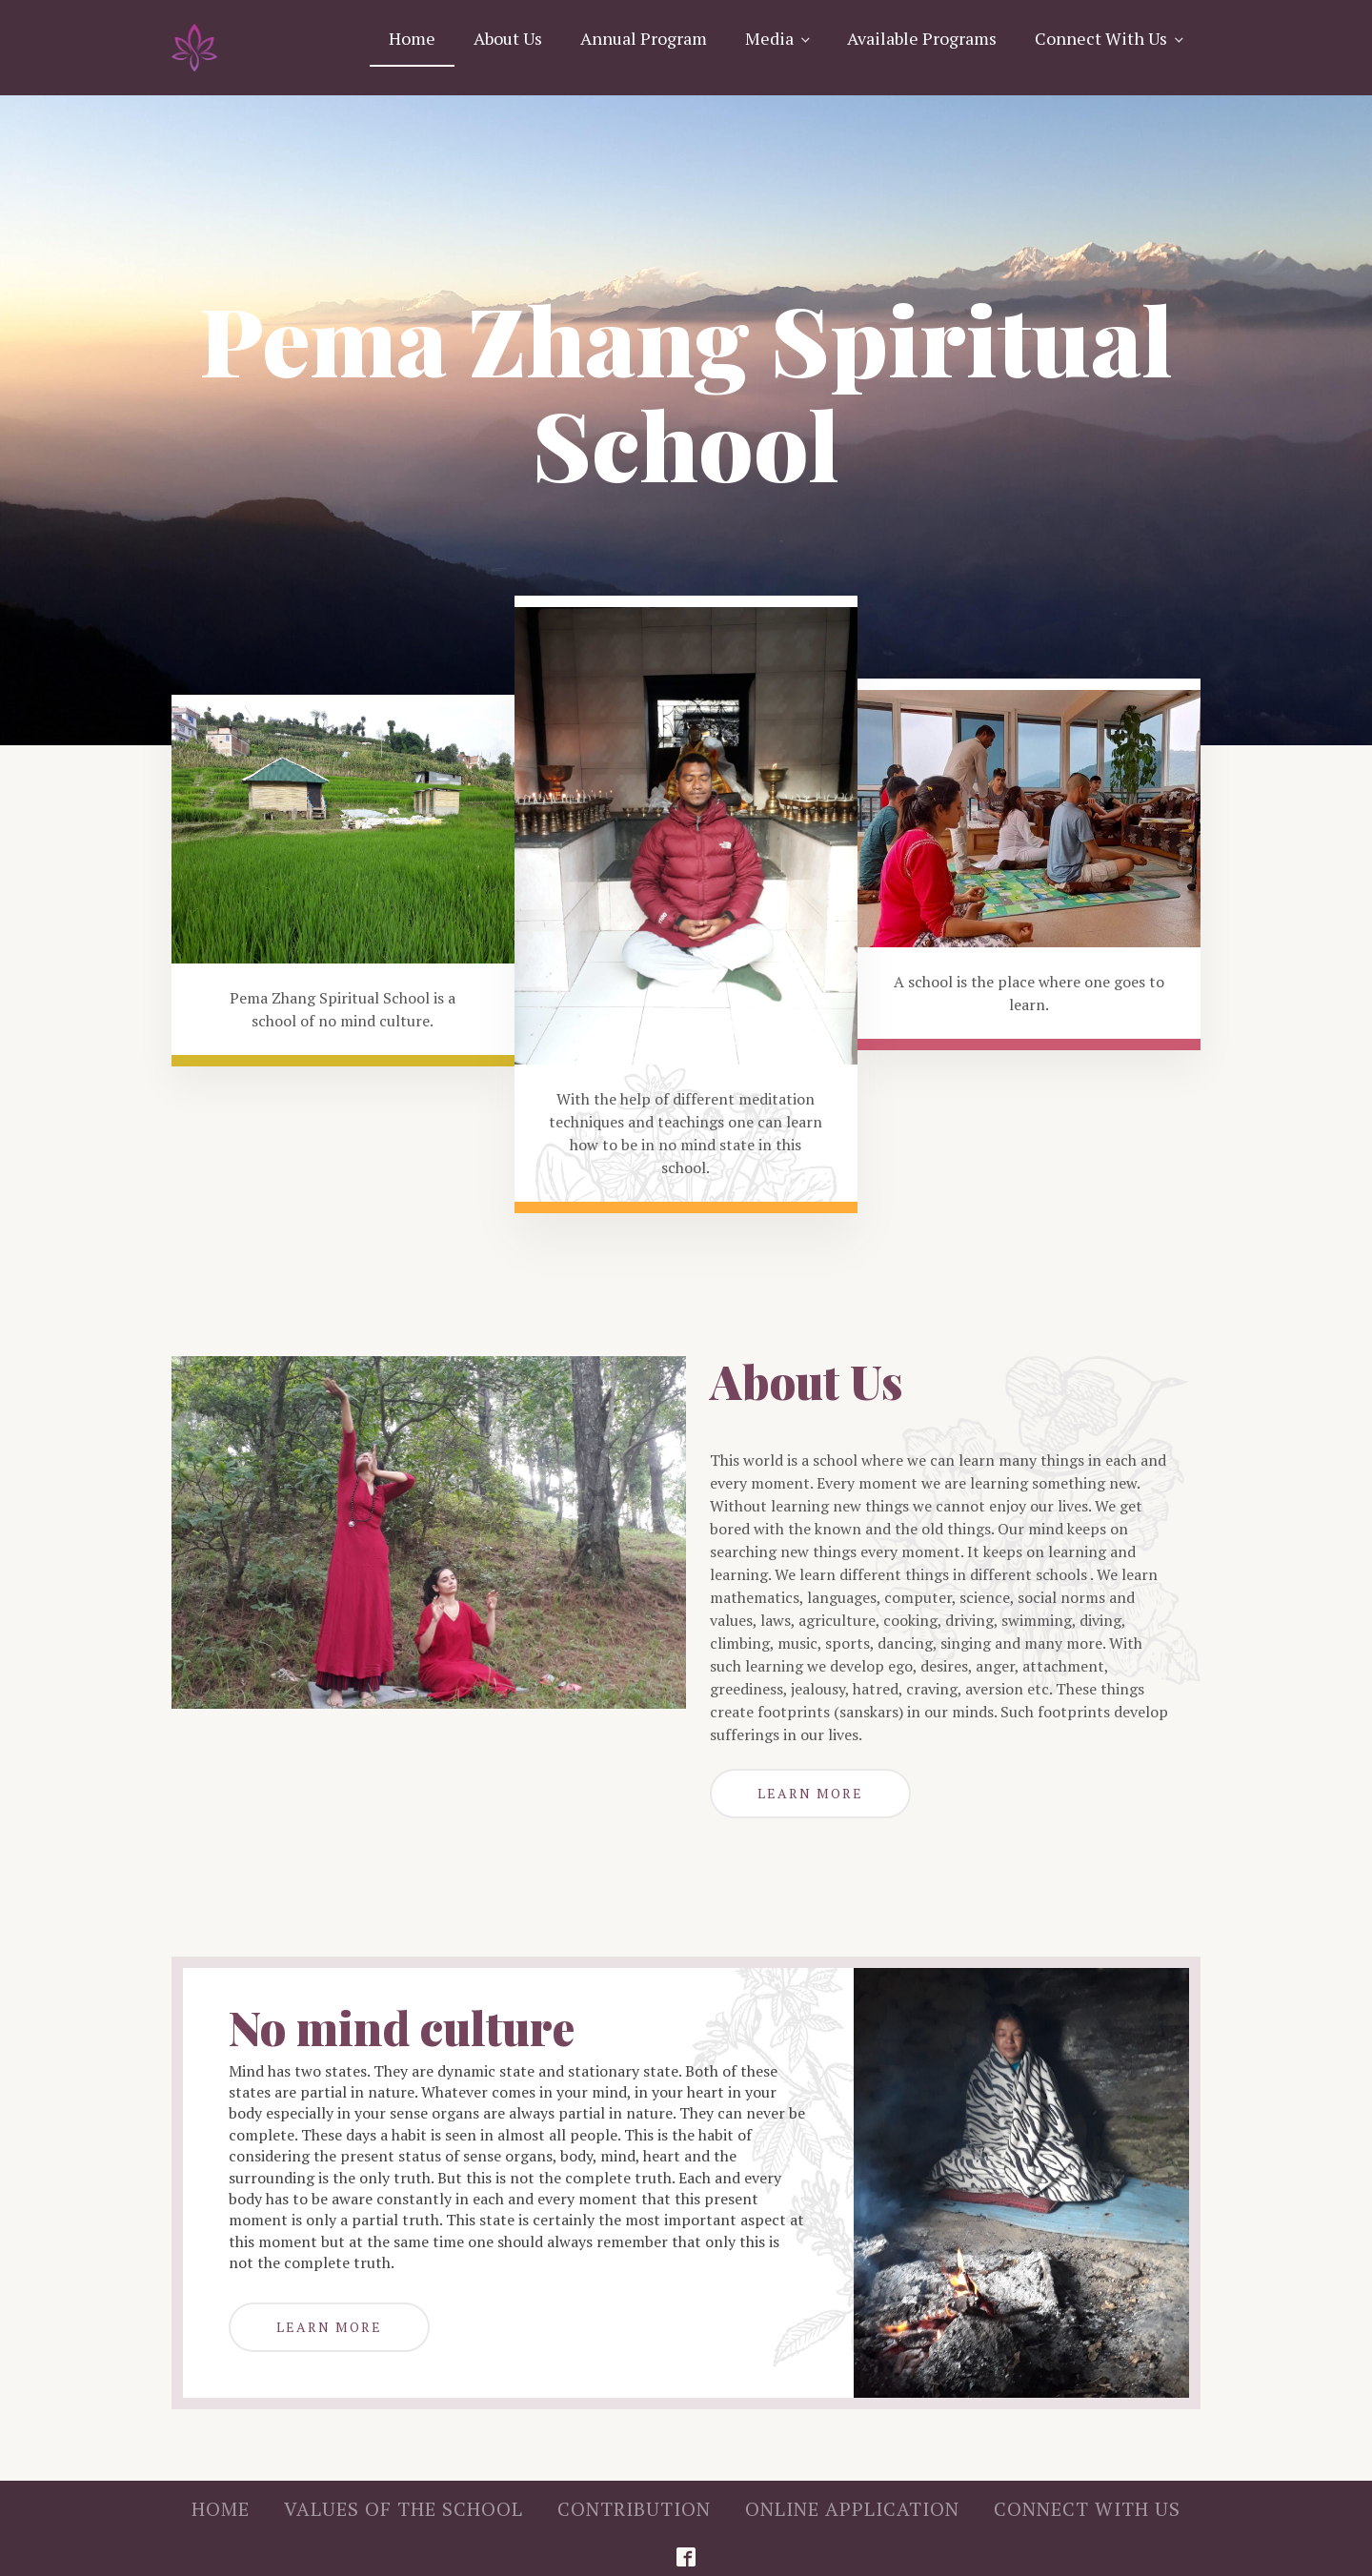 Home About Us Annual Program Media Available Programs Connect With Us
Pema Zhang Spiritual
School
Pema Zhang Spiritual School is a
school of no mind culture.
With the help of different meditation
techniques and teachings one can learn
how to be in no mind state in this
school.
A school is the place where one goes to
learn.
About Us
This world is a school where we can learn many things in each and
every moment. Every moment we are learning something new.
Without learning new things we cannot enjoy our lives. We get
bored with the known and the old things. Our mind keeps on
searching new things every moment. It keeps on learning and
learning. We learn different things in different schools . We learn
mathematics, languages, computer, science, social norms and
values, laws, agriculture, cooking, driving, swimming, diving,
climbing, music, sports, dancing, singing and many more. With
such learning we develop ego, desires, anger, attachment,
greediness, jealousy, hatred, craving, aversion etc. These things
create footprints (sanskars) in our minds. Such footprints develop
sufferings in our lives.
LEARN MORE
No mind culture
Mind has two states. They are dynamic state and stationary state. Both of these
states are partial in nature. Whatever comes in your mind, in your heart in your
body especially in your sense organs are always partial in nature. They can never be
complete. These days a habit is seen in almost all people. This is the habit of
considering the present status of sense organs, body, mind, heart and the
surrounding is the only truth. But this is not the complete truth. Each and every
body has to be aware constantly in each and every moment that this present
moment is only a partial truth. This state is certainly the most important aspect at
this moment but at the same time one should always remember that only this is
not the complete truth.
LEARN MORE
HOME VALUES OF THE SCHOOL CONTRIBUTION ONLINE APPLICATION CONNECT WITH US